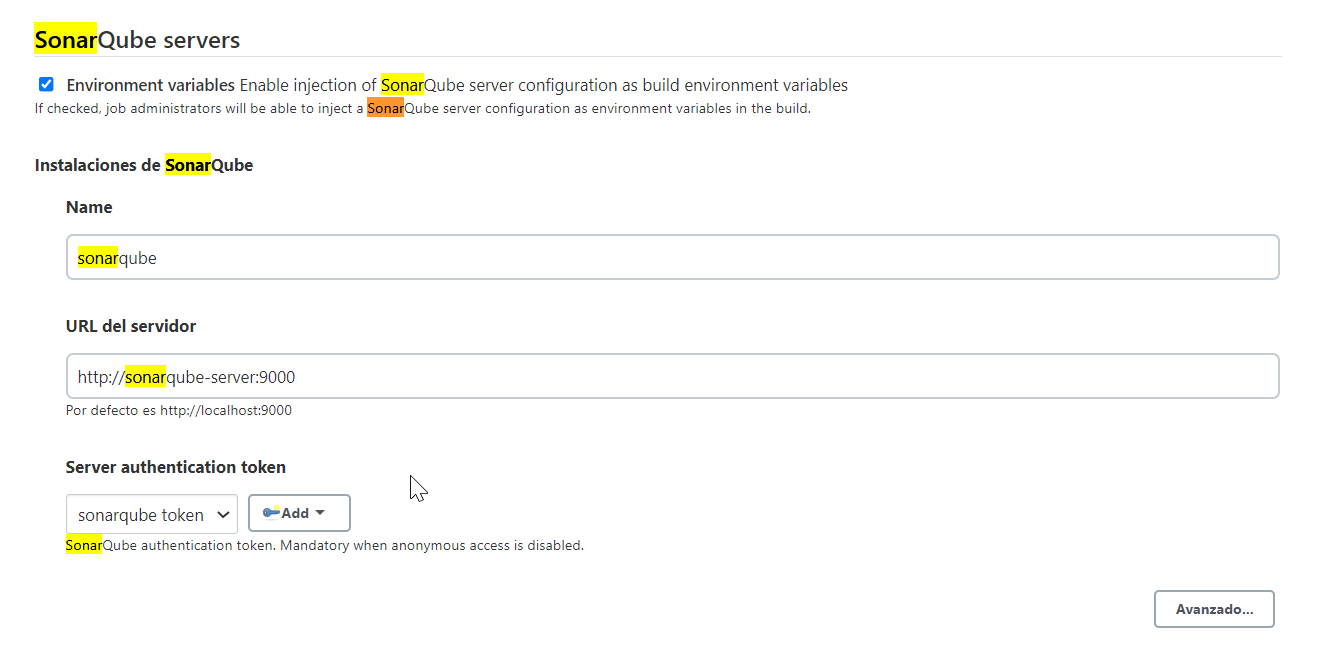 SonarQube servers
Environment variables Enable injection of SonarQube server configuration as build environment variables
If checked, job administrators will be able to inject a SonarQube server configuration as environment variables in the build.
Instalaciones de SonarQube
Name
sonarqube
URL del servidor
http://sonarqube-server:9000
Por defecto es http://localhost:9000
Server authentication token
sonarqube token
Add
SonarQube authentication token. Mandatory when anonymous access is disabled.
Avanzado...